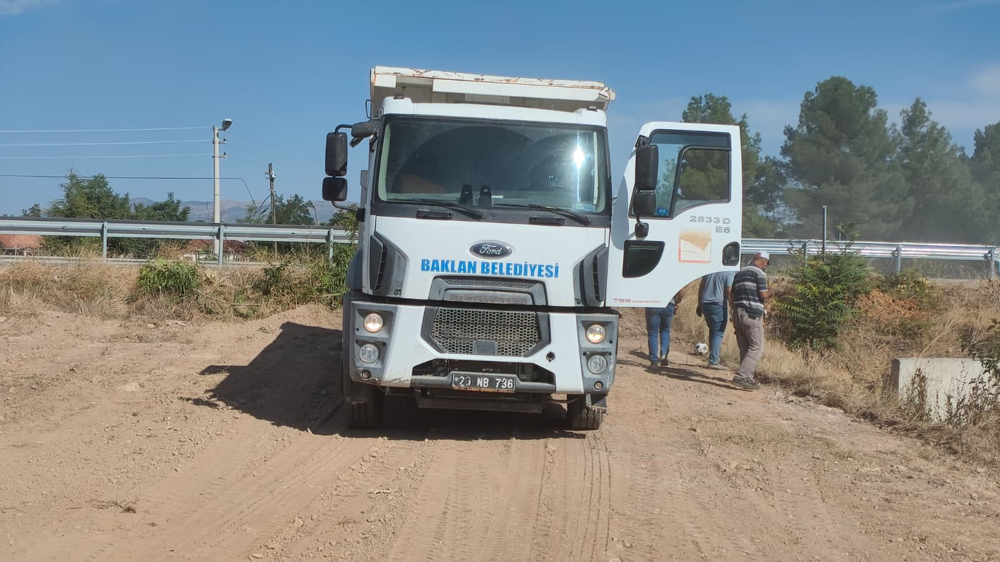 Ford
BAKLAN BELEDİYESİ
2533 D
E6
20 NB 736